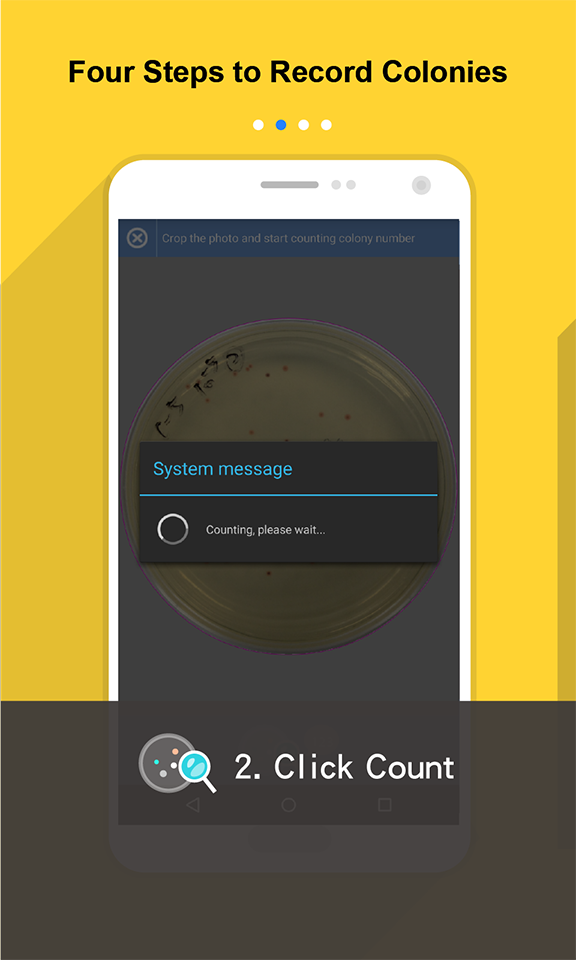 Four Steps to Record Colonies
Crop the photo and start counting colony number
System message
Counting, please wait...
2. Click Count